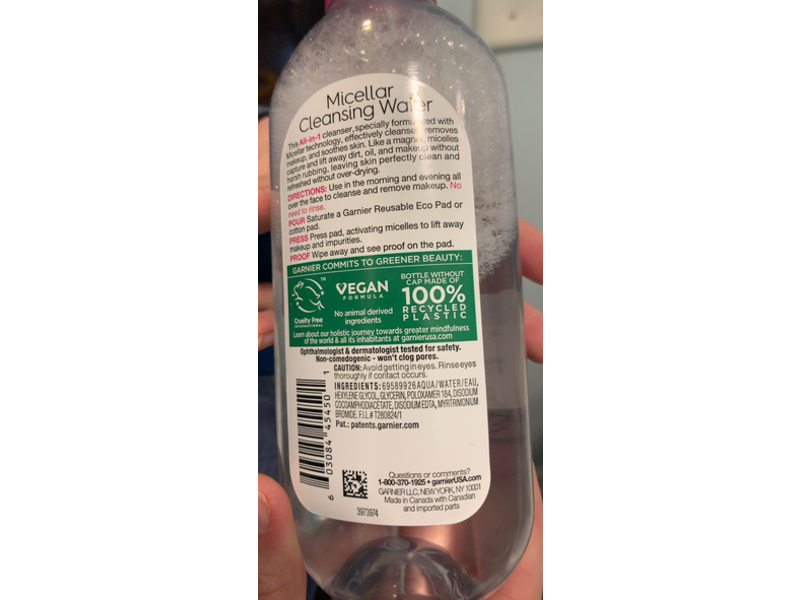 Micellar
Cleansing Water
This All-in-1 cleanser, specially formulated with
Micellar technology, effectively cleanses, removes
makeup, and soothes skin. Like a magnet, micelles
capture and lift away dirt, oil, and makeup without
harsh rubbing, leaving skin perfectly clean and
refreshed without over-drying.
DIRECTIONS: Use in the morning and evening all
over the face to cleanse and remove makeup. No
need to rinse.
POUR Saturate a Garnier Reusable Eco Pad or
cotton pad.
PRESS Press pad, activating micelles to lift away
makeup and impurities.
PROOF Wipe away and see proof on the pad.
GARNIER COMMITS TO GREENER BEAUTY:
TM
Cruelty Free
INTERNATIONAL
VEGAN
FORMULA
No animal derived
ingredients
BOTTLE WITHOUT
CAP MADE OF
100%
RECYCLED
PLASTIC
Learn about our holistic journey towards greater mindfulness
of the world & all its inhabitants at garnierusa.com
Ophthalmologist & dermatologist tested for safety.
Non-comedogenic - won't clog pores.
CAUTION: Avoid getting in eyes. Rinse eyes
thoroughly if contact occurs.
INGREDIENTS: 69589926 AQUA/WATER/EAU,
HEXYLENE GLYCOL, GLYCERIN, POLOXAMER 184, DISODIUM
COCOAMPHODIACETATE, DISODIUM EDTA, MYRTRIMONIUM
BROMIDE. F.I.L.# T280824/1
Pat.: patents.garnier.com
6 03084 45450 1
Questions or comments?
1-800-370-1925 • garnierUSA.com
GARNIER LLC, NEW YORK, NY 10001
Made in Canada with Canadian
and imported parts
3973974